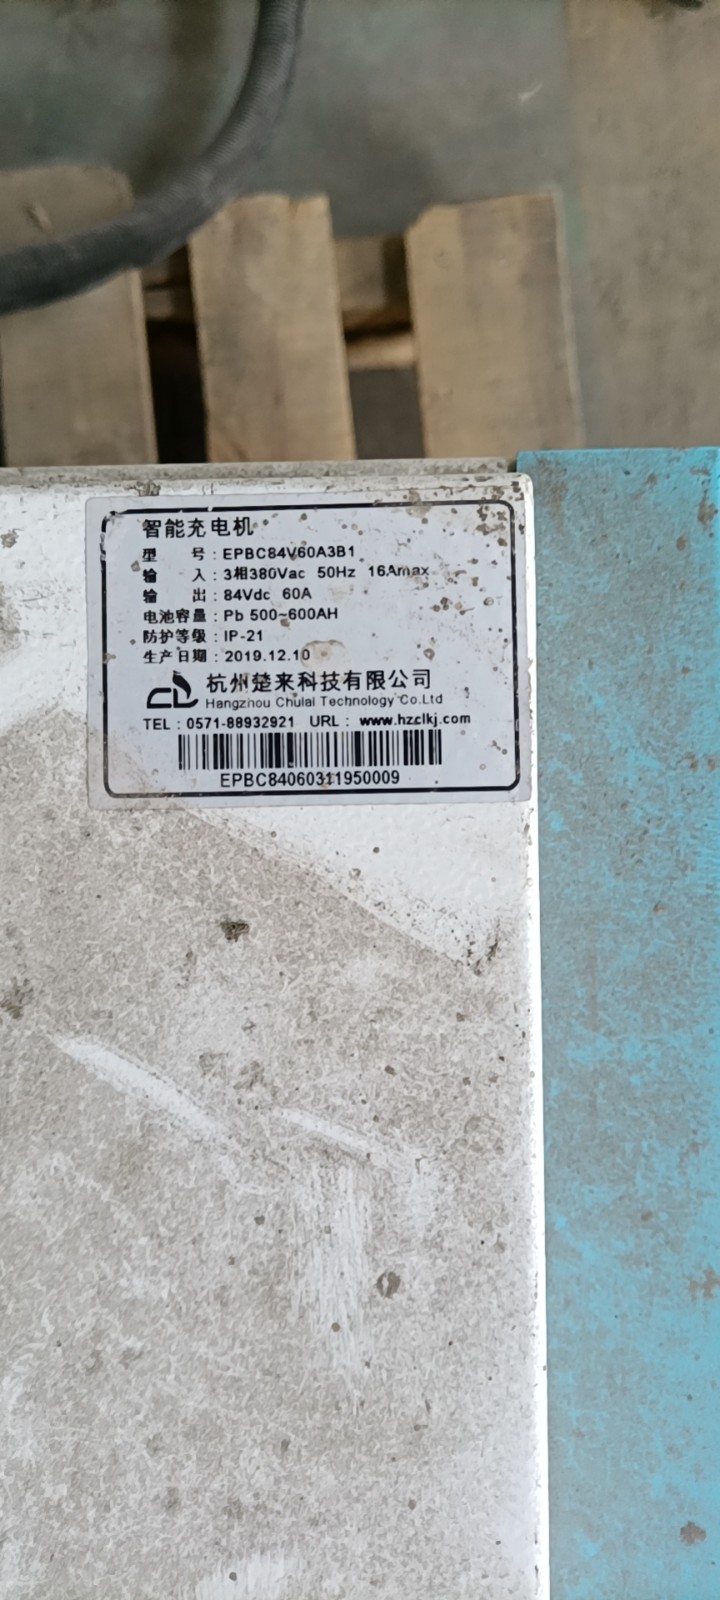 智能充电机
型 号：EPBC84V60A3B1
输 入：3相380Vac 50Hz 16Amax
输 出：84Vdc 60A
电池容量：Pb 500~600AH
防护等级：IP-21
生产日期：2019.12.10
杭州楚来科技有限公司
Hangzhou Chulai Technology Co.Ltd
TEL：0571-88932921 URL：www.hzclkj.com
EPBC84060311950009